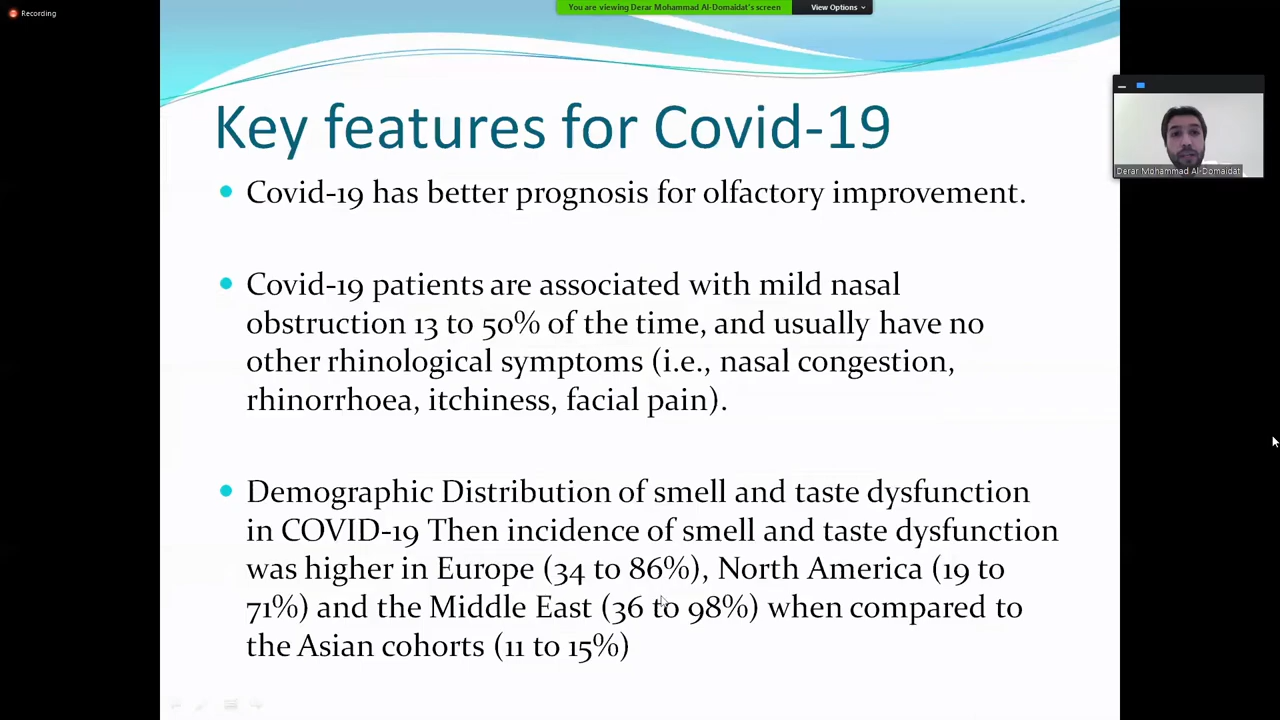 Recording
You are viewing Derar Mohammad Al-Domaidat's screen
View Options
Key features for Covid-19
Derar Mohammad Al-Domaidat
• Covid-19 has better prognosis for olfactory improvement.
• Covid-19 patients are associated with mild nasal
obstruction 13 to 50% of the time, and usually have no
other rhinological symptoms (i.e., nasal congestion,
rhinorrhoea, itchiness, facial pain).
• Demographic Distribution of smell and taste dysfunction
in COVID-19 Then incidence of smell and taste dysfunction
was higher in Europe (34 to 86%), North America (19 to
71%) and the Middle East (36 to 98%) when compared to
the Asian cohorts (11 to 15%)